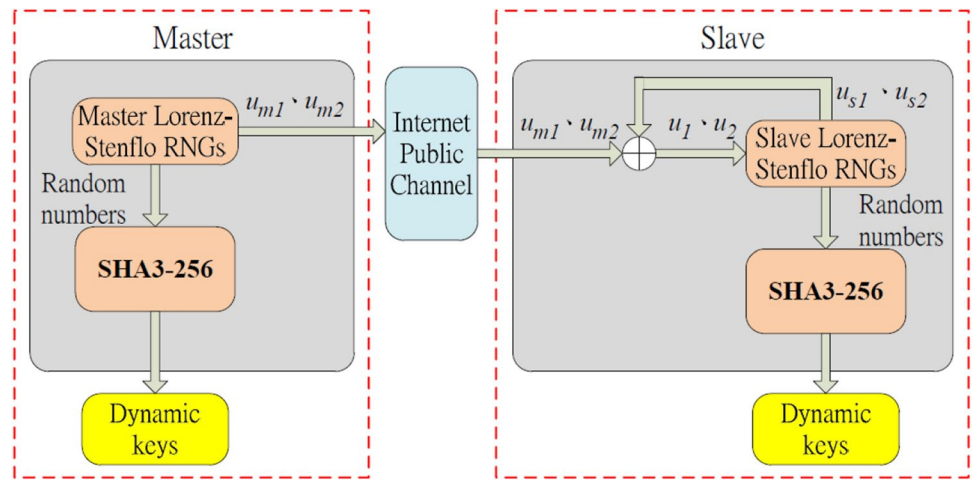 Master
u_m1、u_m2
Master Lorenz-
Stenflo RNGs
Random
numbers
SHA3-256
Dynamic
keys
Internet
Public
Channel
Slave
u_s1、u_s2
u_m1、u_m2
u_1、u_2
Slave Lorenz-
Stenflo RNGs
Random
numbers
SHA3-256
Dynamic
keys